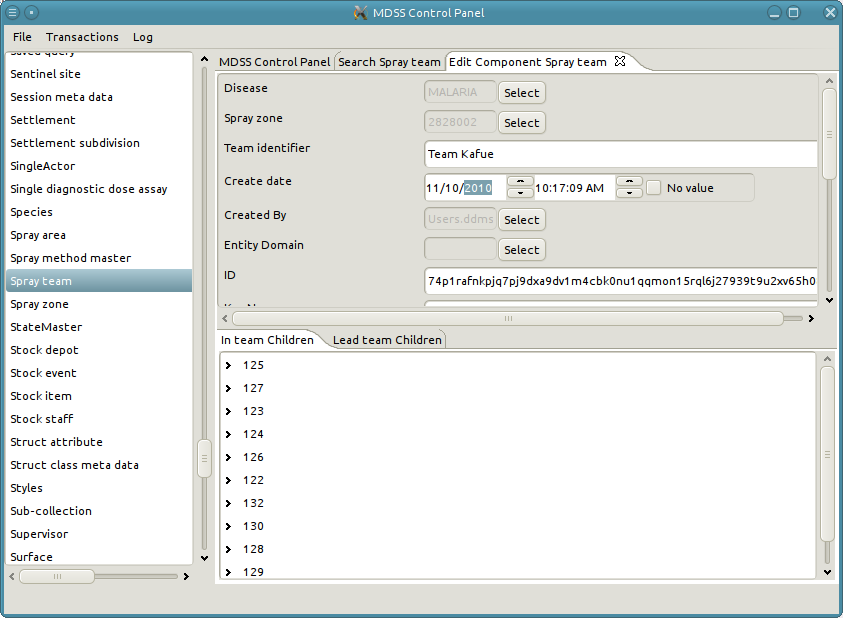 MDSS Control Panel
File Transactions Log
Saved query
Sentinel site
Session meta data
Settlement
Settlement subdivision
SingleActor
Single diagnostic dose assay
Species
Spray area
Spray method master
Spray team
Spray zone
StateMaster
Stock depot
Stock event
Stock item
Stock staff
Struct attribute
Struct class meta data
Styles
Sub-collection
Supervisor
Surface
MDSS Control Panel Search Spray team Edit Component Spray team
Disease MALARIA Select
Spray zone 2828002 Select
Team identifier Team Kafue
Create date 11/10/2010 10:17:09 AM No value
Created By Users.ddms Select
Entity Domain Select
ID 74p1rafnkpjq7pj9dxa9dv1m4cbk0nu1qqmon15rql6j27939t9u2xv65h0
In team Children Lead team Children
125
127
123
124
126
122
132
130
128
129